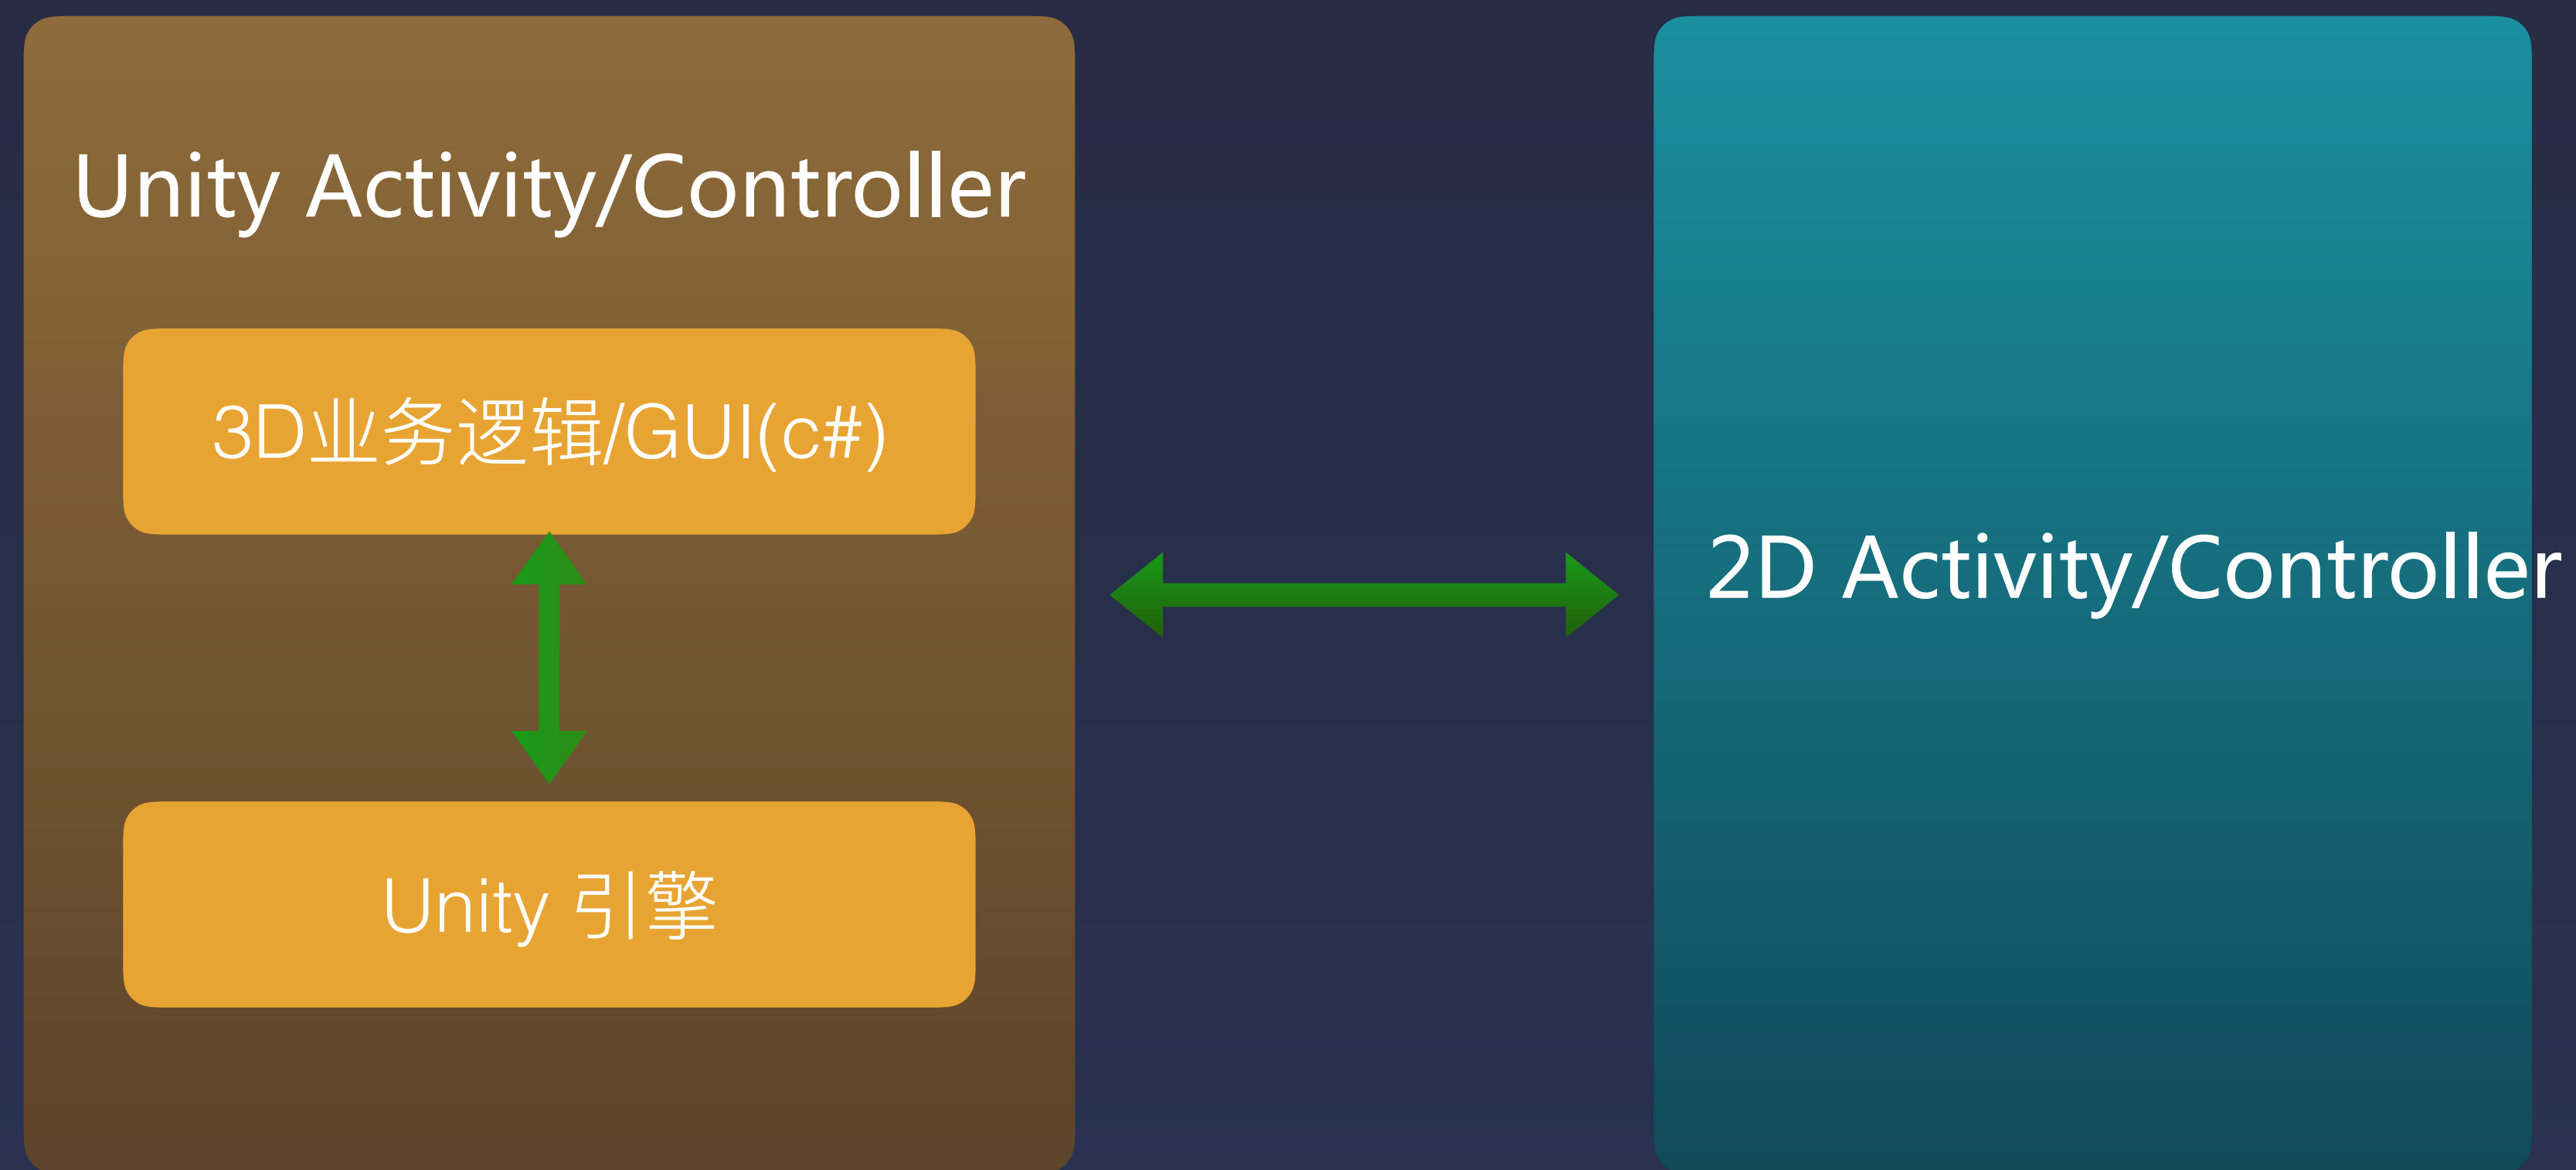 Unity Activity/Controller
3D业务逻辑/GUI(c#)
Unity 引擎
2D Activity/Controller